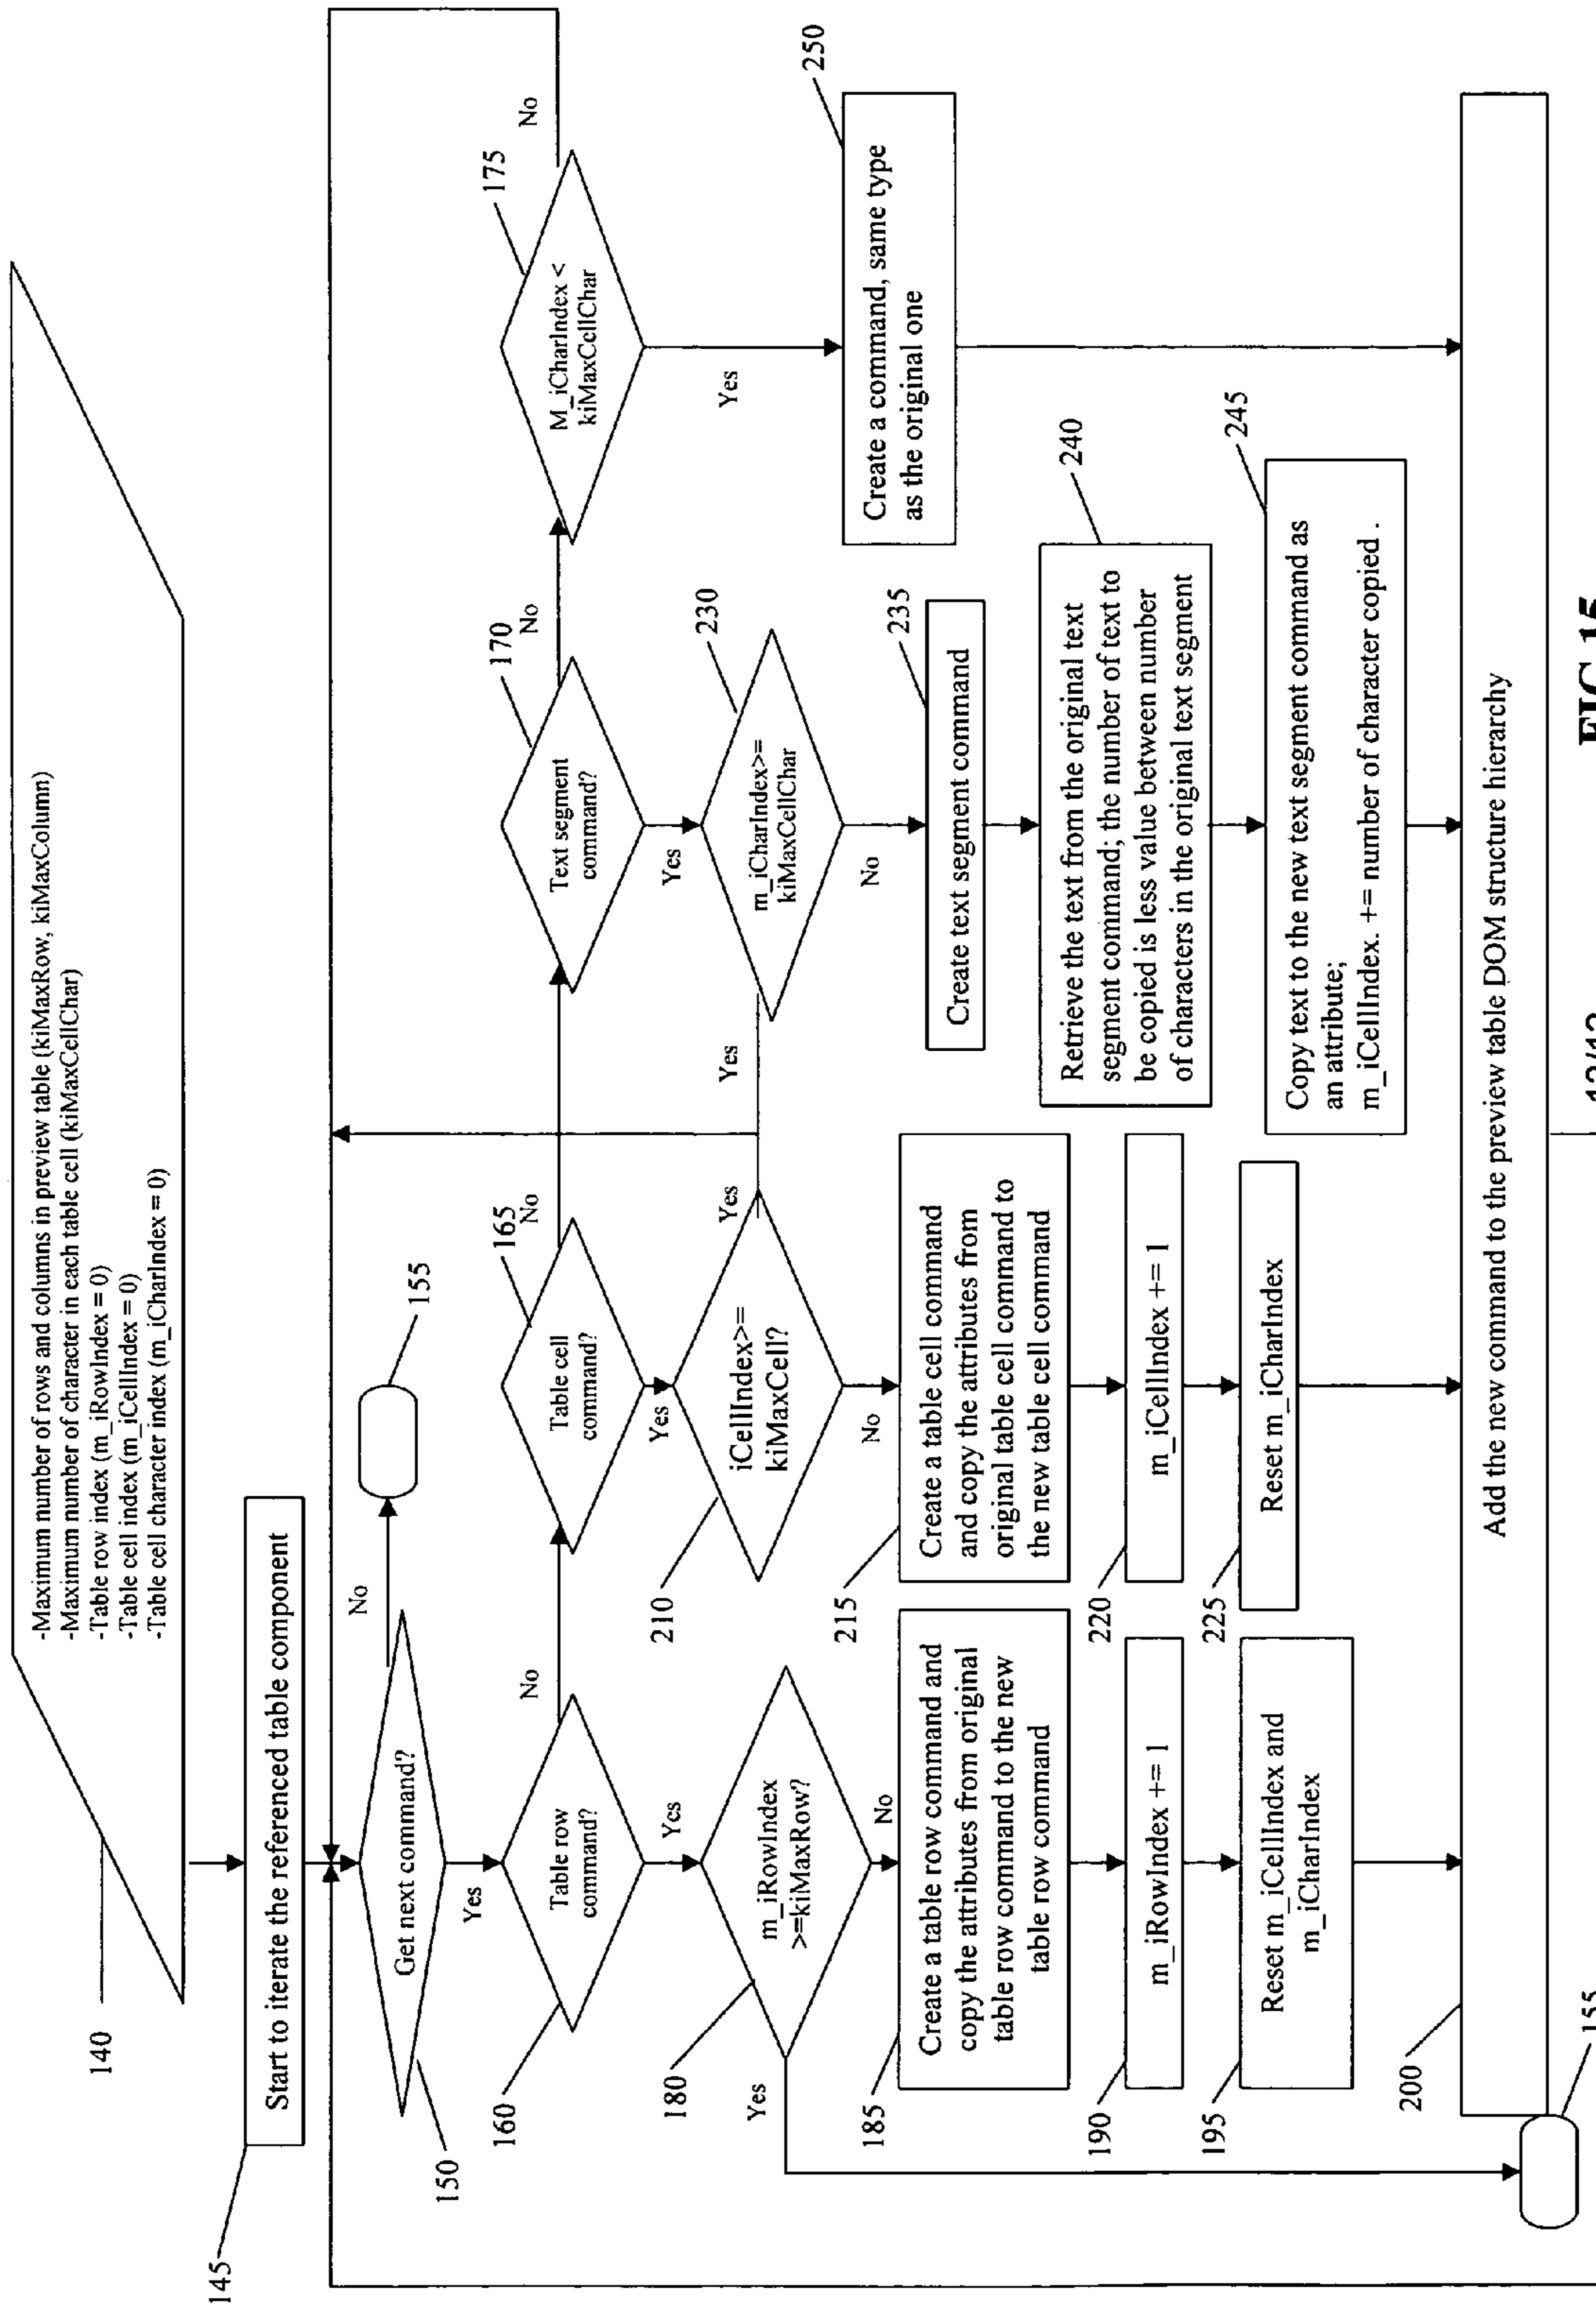 -Maximum number of rows and columns in preview table (kiMaxRow, kiMaxColumn)
-Maximum number of character in each table cell (kiMaxCellChar)
-Table row index (m_iRowIndex = 0)
-Table cell index (m_iCellIndex = 0)
-Table cell character index (m_iCharIndex = 0)
140
145
Start to iterate the referenced table component
150
Get next command?
No
155
Yes
160
Table row
command?
No
165
Table cell
command?
No
170
Text segment
command?
No
175
M_iCharIndex <
kiMaxCellChar
No
Yes
Yes
Yes
Yes
180
m_iRowIndex
>=kiMaxRow?
Yes
No
210
iCellIndex>=
kiMaxCell?
Yes
No
230
m_iCharIndex>=
kiMaxCellChar
Yes
No
250
Create a command, same type
as the original one
185
Create a table row command and
copy the attributes from original
table row command to the new
table row command
215
Create a table cell command
and copy the attributes from
original table cell command to
the new table cell command
235
Create text segment command
190
m_iRowIndex += 1
220
m_iCellIndex += 1
240
Retrieve the text from the original text
segment command; the number of text to
be copied is less value between number
of characters in the original text segment
195
Reset m_iCellIndex and
m_iCharIndex
225
Reset m_iCharIndex
245
Copy text to the new text segment command as
an attribute;
m_iCellIndex. += number of character copied .
200
Add the new command to the preview table DOM structure hierarchy
155
FIG 15